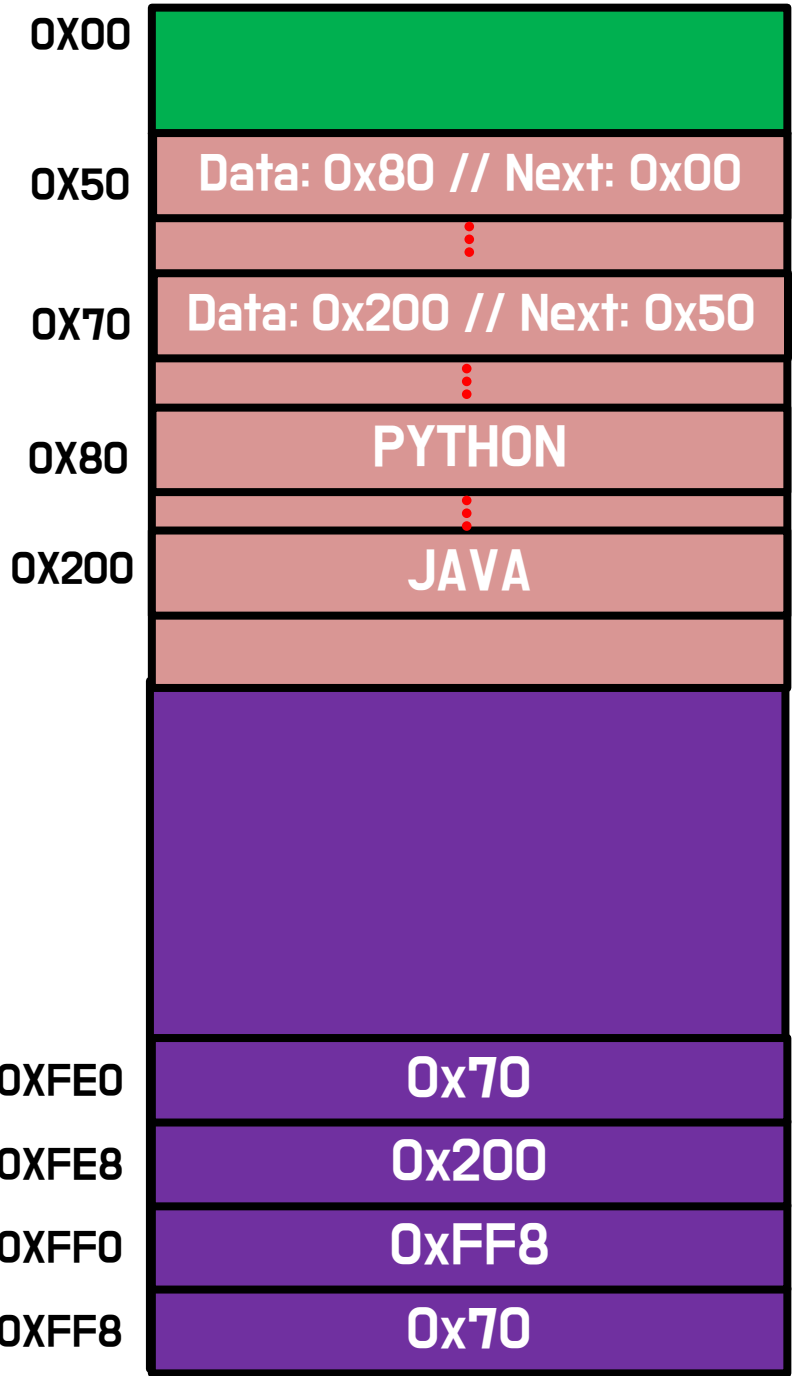 0X00
0X50 Data: 0x80 // Next: 0x00
0X70 Data: 0x200 // Next: 0x50
0X80 PYTHON
0X200 JAVA
0XFE0 0x70
0XFE8 0x200
0XFF0 0xFF8
0XFF8 0x70